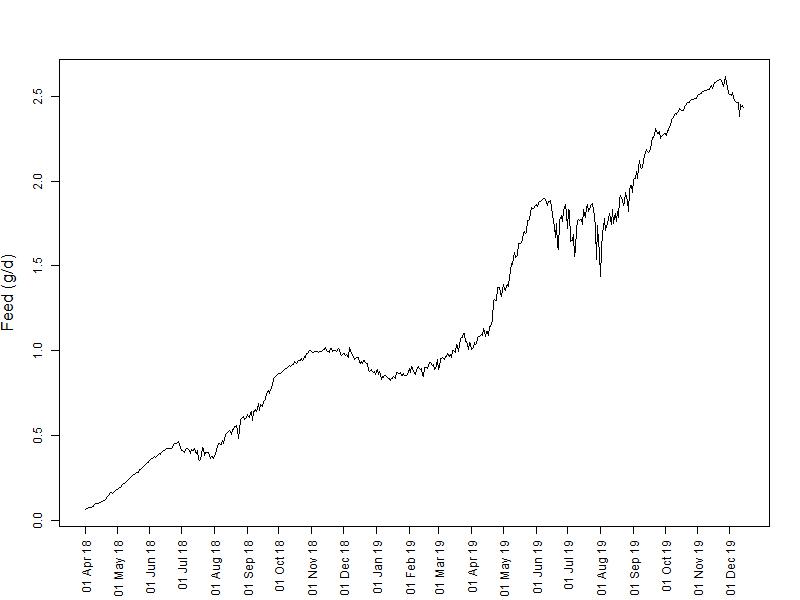 Feed (g/d)
2.5
2.0
1.5
1.0
0.5
0.0
01 Apr 18
01 May 18
01 Jun 18
01 Jul 18
01 Aug 18
01 Sep 18
01 Oct 18
01 Nov 18
01 Dec 18
01 Jan 19
01 Feb 19
01 Mar 19
01 Apr 19
01 May 19
01 Jun 19
01 Jul 19
01 Aug 19
01 Sep 19
01 Oct 19
01 Nov 19
01 Dec 19